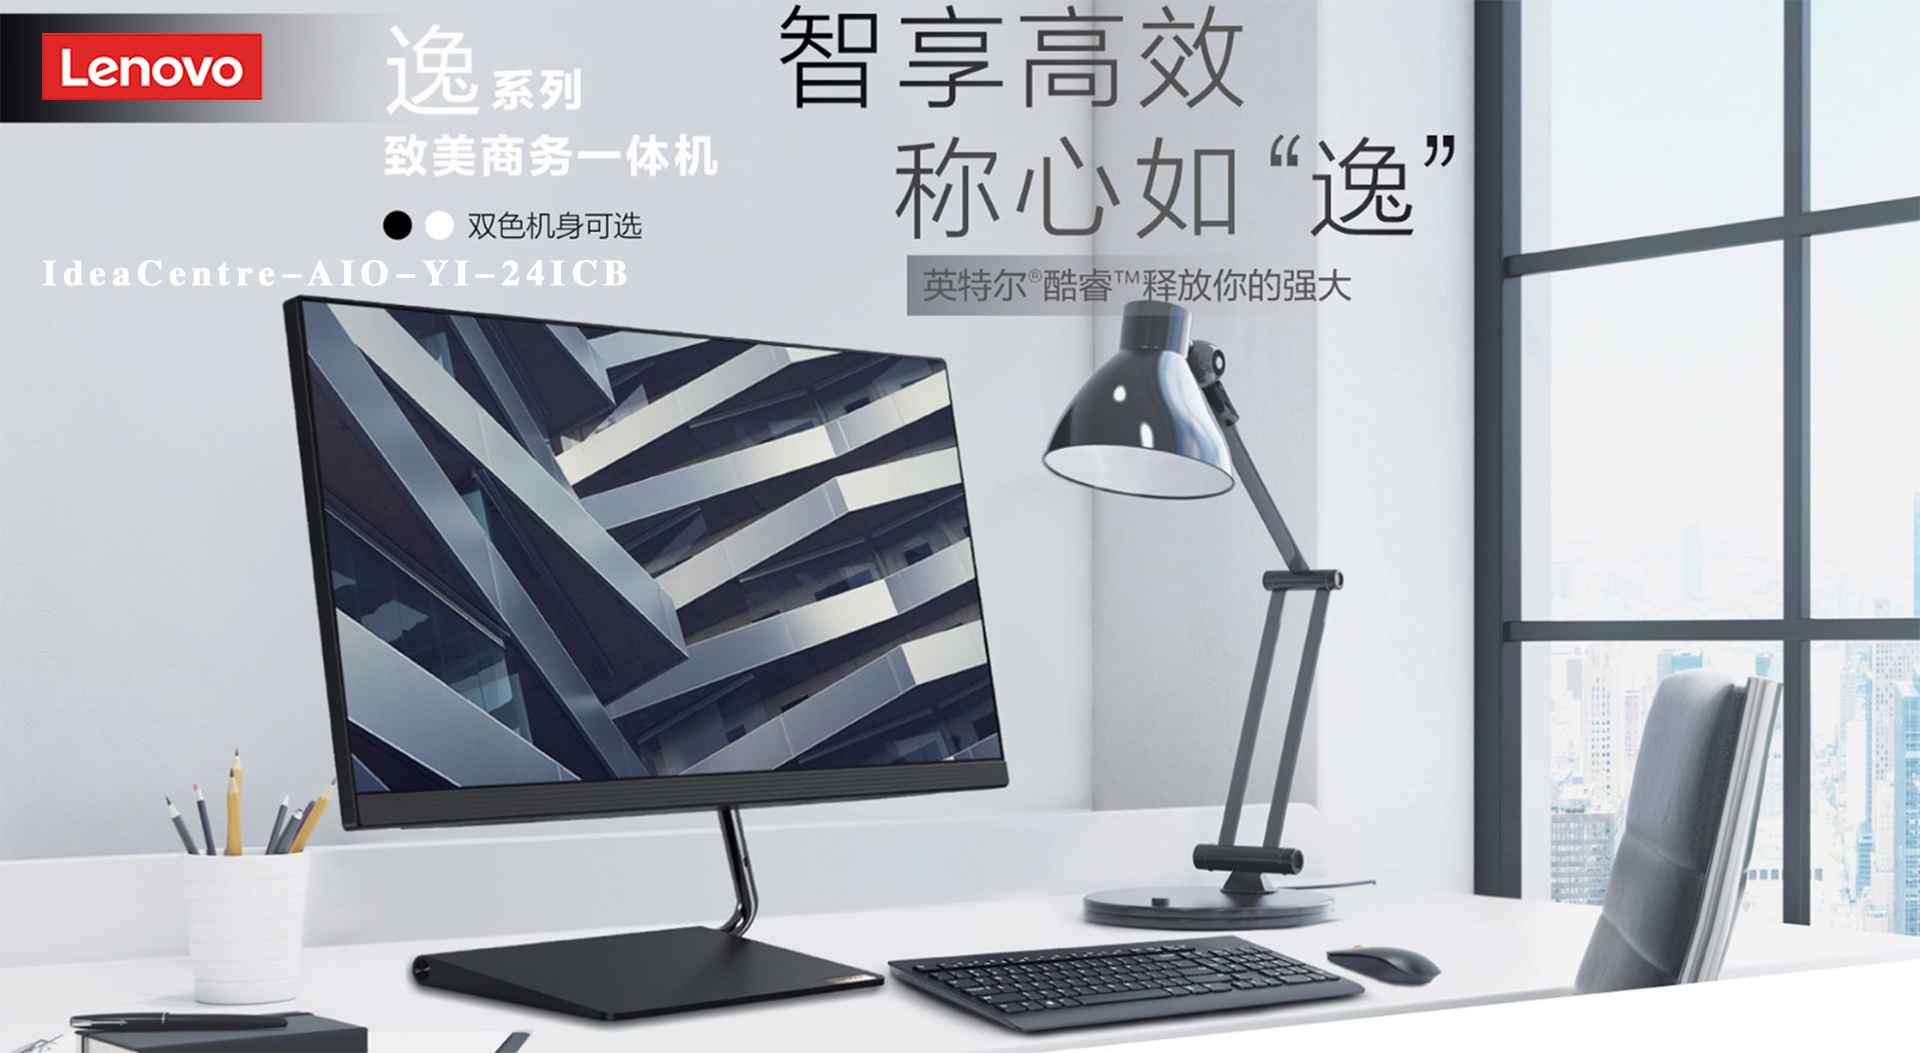 Lenovo
逸系列
致美商务一体机
双色机身可选
IdeaCentre-AIO-YI-24ICB
智享高效
称心如“逸”
英特尔®酷睿™释放你的强大